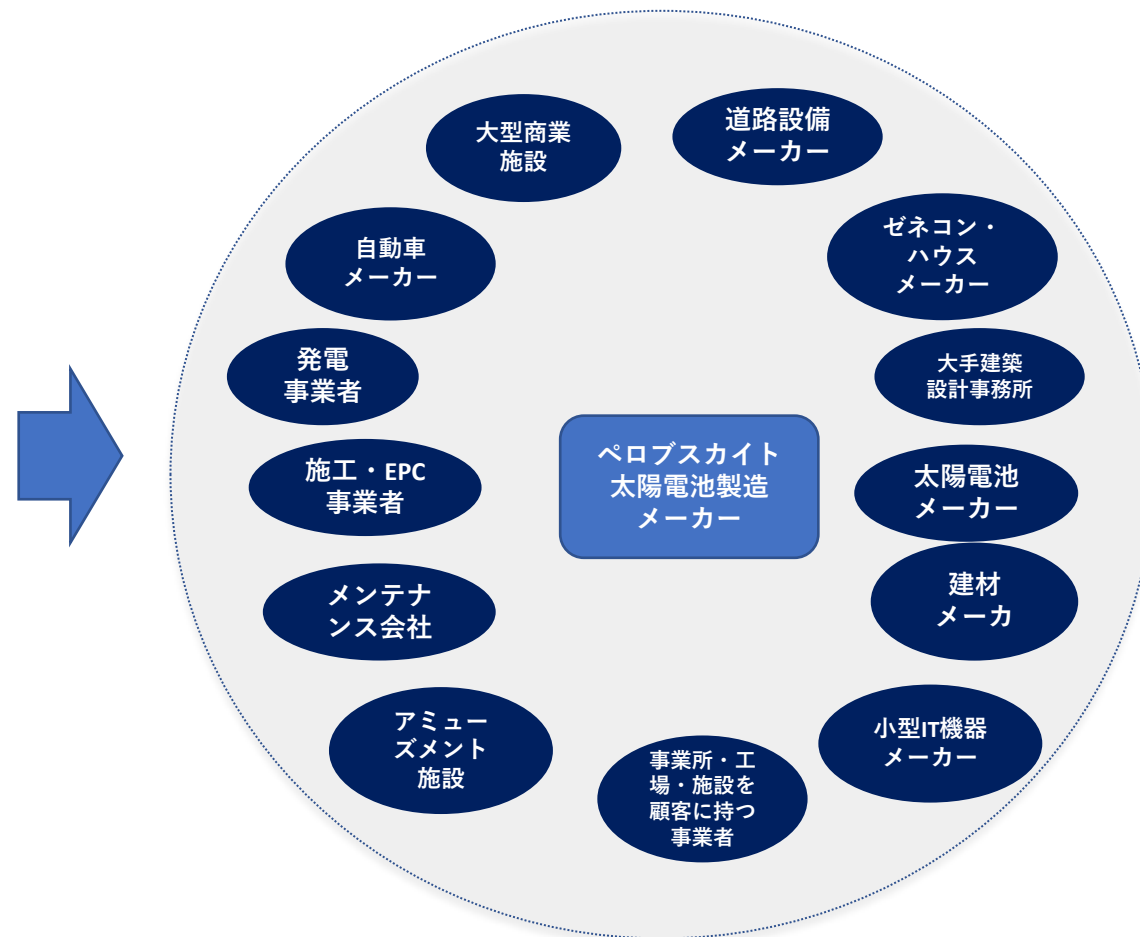 大型商業
施設
道路設備
メーカー
自動車
メーカー
ゼネコン・
ハウス
メーカー
発電
事業者
大手建築
設計事務所
ペロブスカイト
太陽電池製造
メーカー
施工・EPC
事業者
太陽電池
メーカー
メンテナ
ンス会社
建材
メーカ
アミュー
ズメント
施設
事業所・工
場・施設を
顧客に持つ
事業者
小型IT機器
メーカー